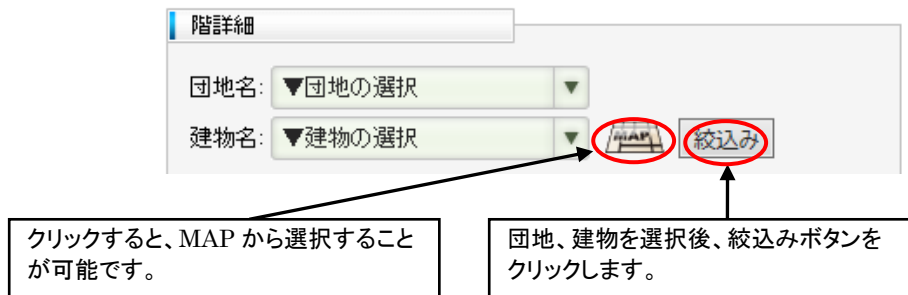 階詳細
団地名: ▼団地の選択 ▼
建物名: ▼建物の選択 ▼ MAP 絞込み
クリックすると、MAP から選択すること
が可能です。
団地、建物を選択後、絞込みボタンを
クリックします。